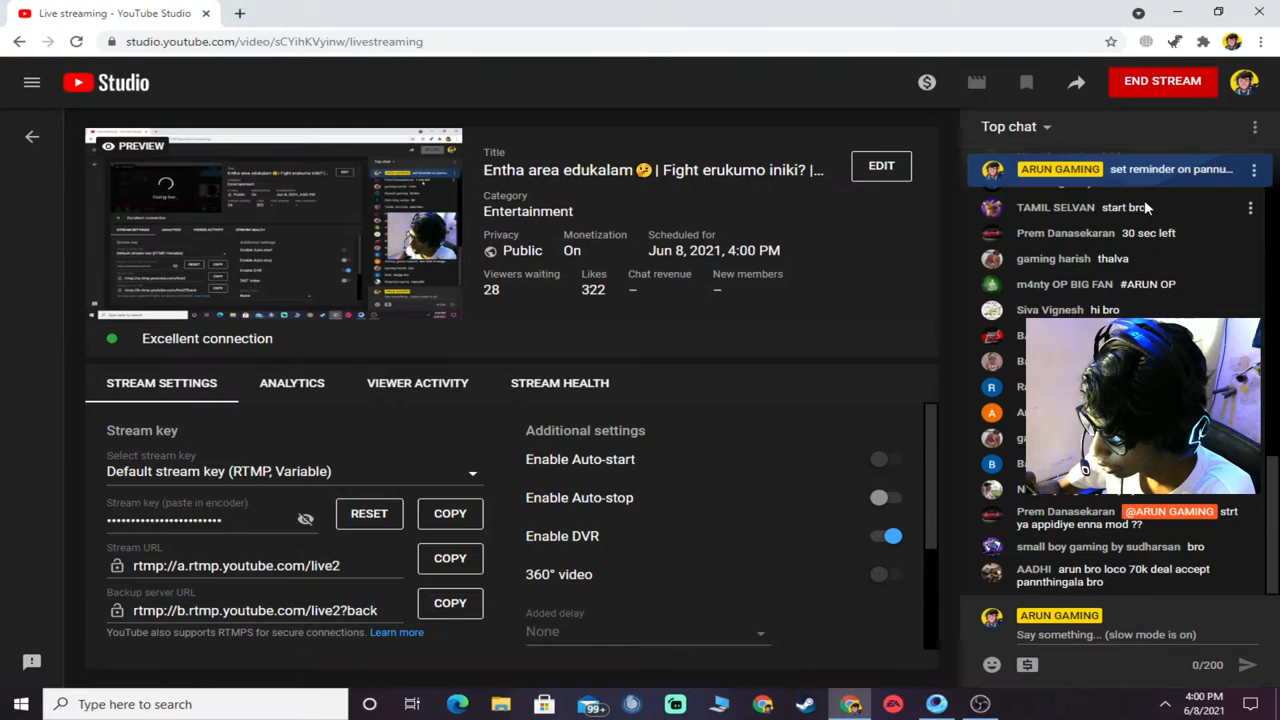 Live streaming - YouTube Studio
studio.youtube.com/video/sCYihKVyinw/livestreaming
Studio
END STREAM
PREVIEW
Title
Entha area edukalam🤔 | Fight erukumo iniki? |...
EDIT
Category
Entertainment
Privacy
Public
Monetization
On
Scheduled for
Jun 8, 2021, 4:00 PM
Viewers waiting
28
Likes
322
Chat revenue
–
New members
–
Excellent connection
STREAM SETTINGS
ANALYTICS
VIEWER ACTIVITY
STREAM HEALTH
Stream key
Select stream key
Default stream key (RTMP, Variable)
Stream key (paste in encoder)
••••••••••••••••••••••••
RESET
COPY
Stream URL
rtmp://a.rtmp.youtube.com/live2
COPY
Backup server URL
rtmp://b.rtmp.youtube.com/live2?back
COPY
YouTube also supports RTMPS for secure connections. Learn more
Additional settings
Enable Auto-start
Enable Auto-stop
Enable DVR
360° video
Added delay
None
Top chat
ARUN GAMING set reminder on pannu...
TAMIL SELVAN start bro
Prem Danasekaran 30 sec left
gaming harish thalva
m4nty OP BIG FAN #ARUN OP
Siva Vignesh hi bro
Prem Danasekaran @ARUN GAMING strt
ya appidiye enna mod ??
small boy gaming by sudharsan bro
AADHI arun bro loco 70k deal accept
pannthingala bro
ARUN GAMING
Say something... (slow mode is on)
0/200
Type here to search
99+
4:00 PM
6/8/2021